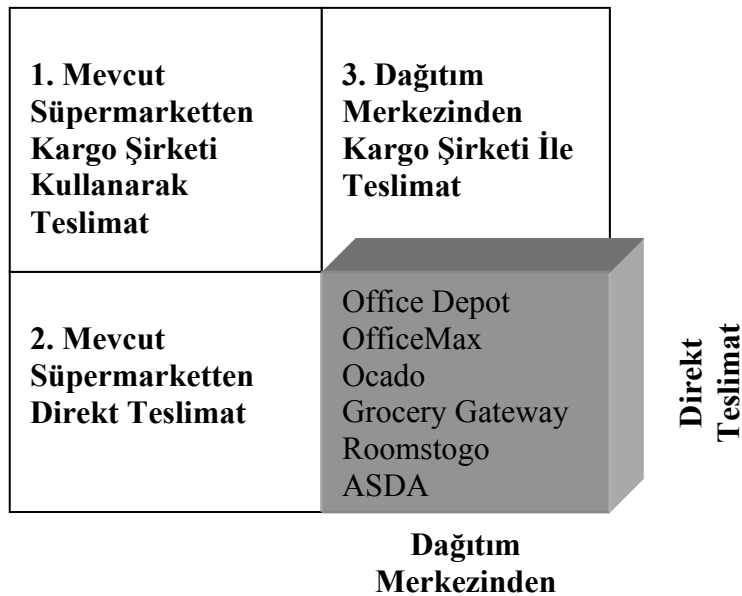 1. Mevcut
Süpermarketten
Kargo Şirketi
Kullanarak
Teslimat
3. Dağıtım
Merkezinden
Kargo Şirketi İle
Teslimat
2. Mevcut
Süpermarketten
Direkt Teslimat
Office Depot
OfficeMax
Ocado
Grocery Gateway
Roomstogo
ASDA
Direkt
Teslimat
Dağıtım
Merkezinden